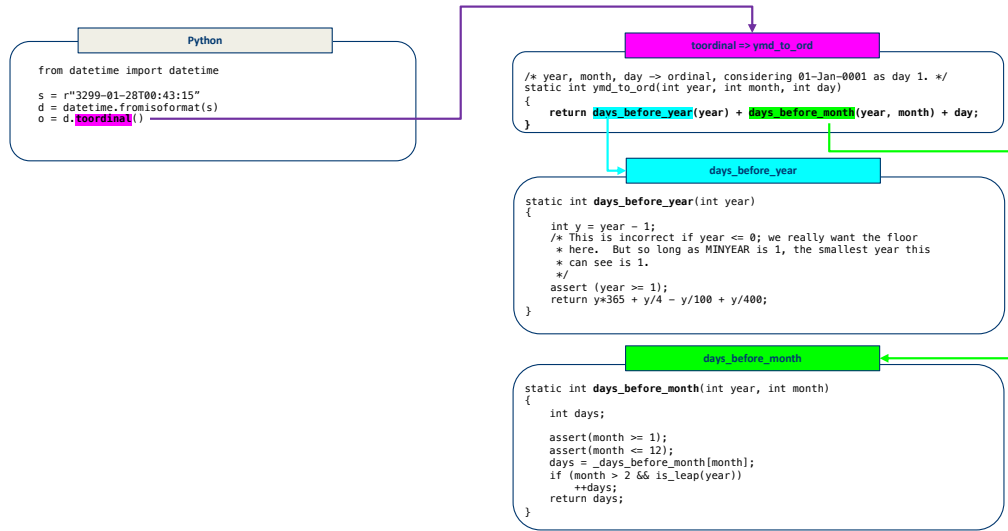 Python
from datetime import datetime
s = r"3299-01-28T00:43:15”
d = datetime.fromisoformat(s)
o = d.toordinal()
toordinal => ymd_to_ord
/* year, month, day -> ordinal, considering 01-Jan-0001 as day 1. */
static int ymd_to_ord(int year, int month, int day)
{
    return days_before_year(year) + days_before_month(year, month) + day;
}
days_before_year
static int days_before_year(int year)
{
    int y = year - 1;
    /* This is incorrect if year <= 0; we really want the floor
     * here.  But so long as MINYEAR is 1, the smallest year this
     * can see is 1.
     */
    assert (year >= 1);
    return y*365 + y/4 - y/100 + y/400;
}
days_before_month
static int days_before_month(int year, int month)
{
    int days;
    assert(month >= 1);
    assert(month <= 12);
    days = _days_before_month[month];
    if (month > 2 && is_leap(year))
        ++days;
    return days;
}